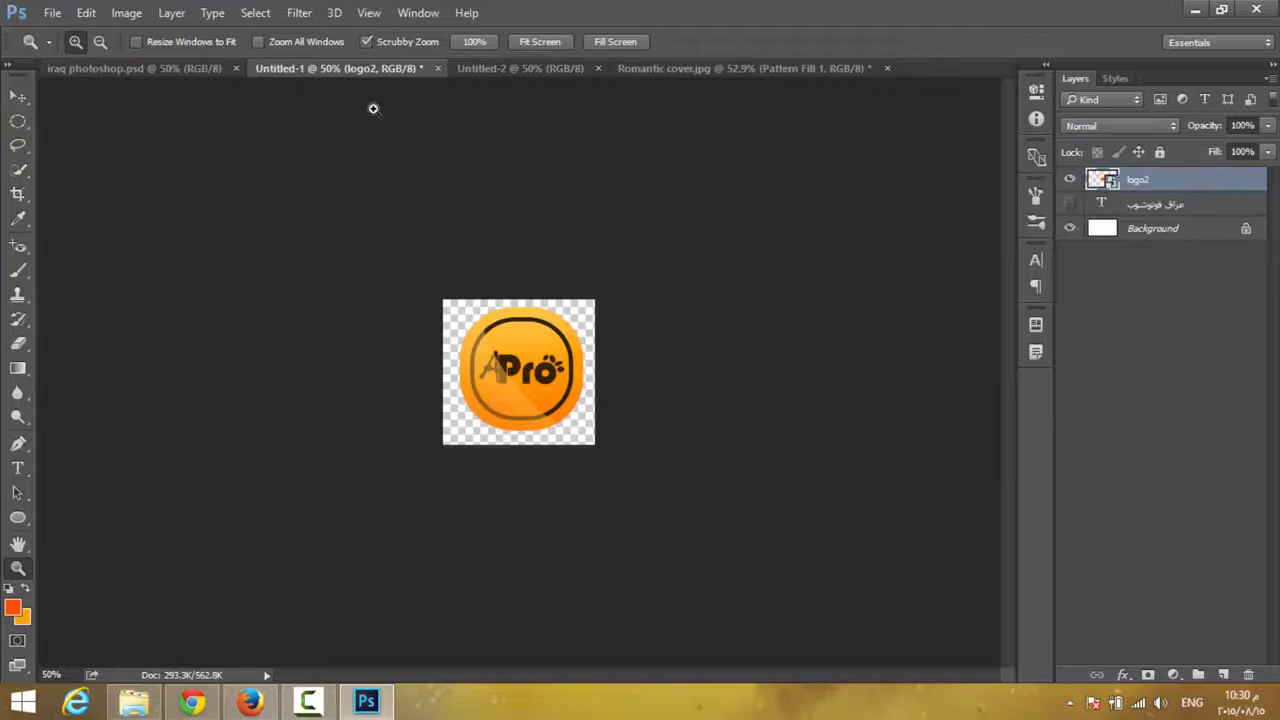 Ps File Edit Image Layer Type Select Filter 3D View Window Help
Resize Windows to Fit Zoom All Windows Scrubby Zoom 100% Fit Screen Fill Screen Essentials
iraq photoshop.psd @ 50% (RGB/8) × Untitled-1 @ 50% (logo2, RGB/8) * × Untitled-2 @ 50% (RGB/8) × Romantic cover.jpg @ 52.9% (Pattern Fill 1, RGB/8) * ×
Layers Styles
Kind
Normal Opacity: 100%
Lock: Fill: 100%
logo2
عراق فوتوشوب
Background
APro
50% Doc: 293.3K/562.8K
Ps ENG 10:30 م
٢٠١٥/٠٨/١٥